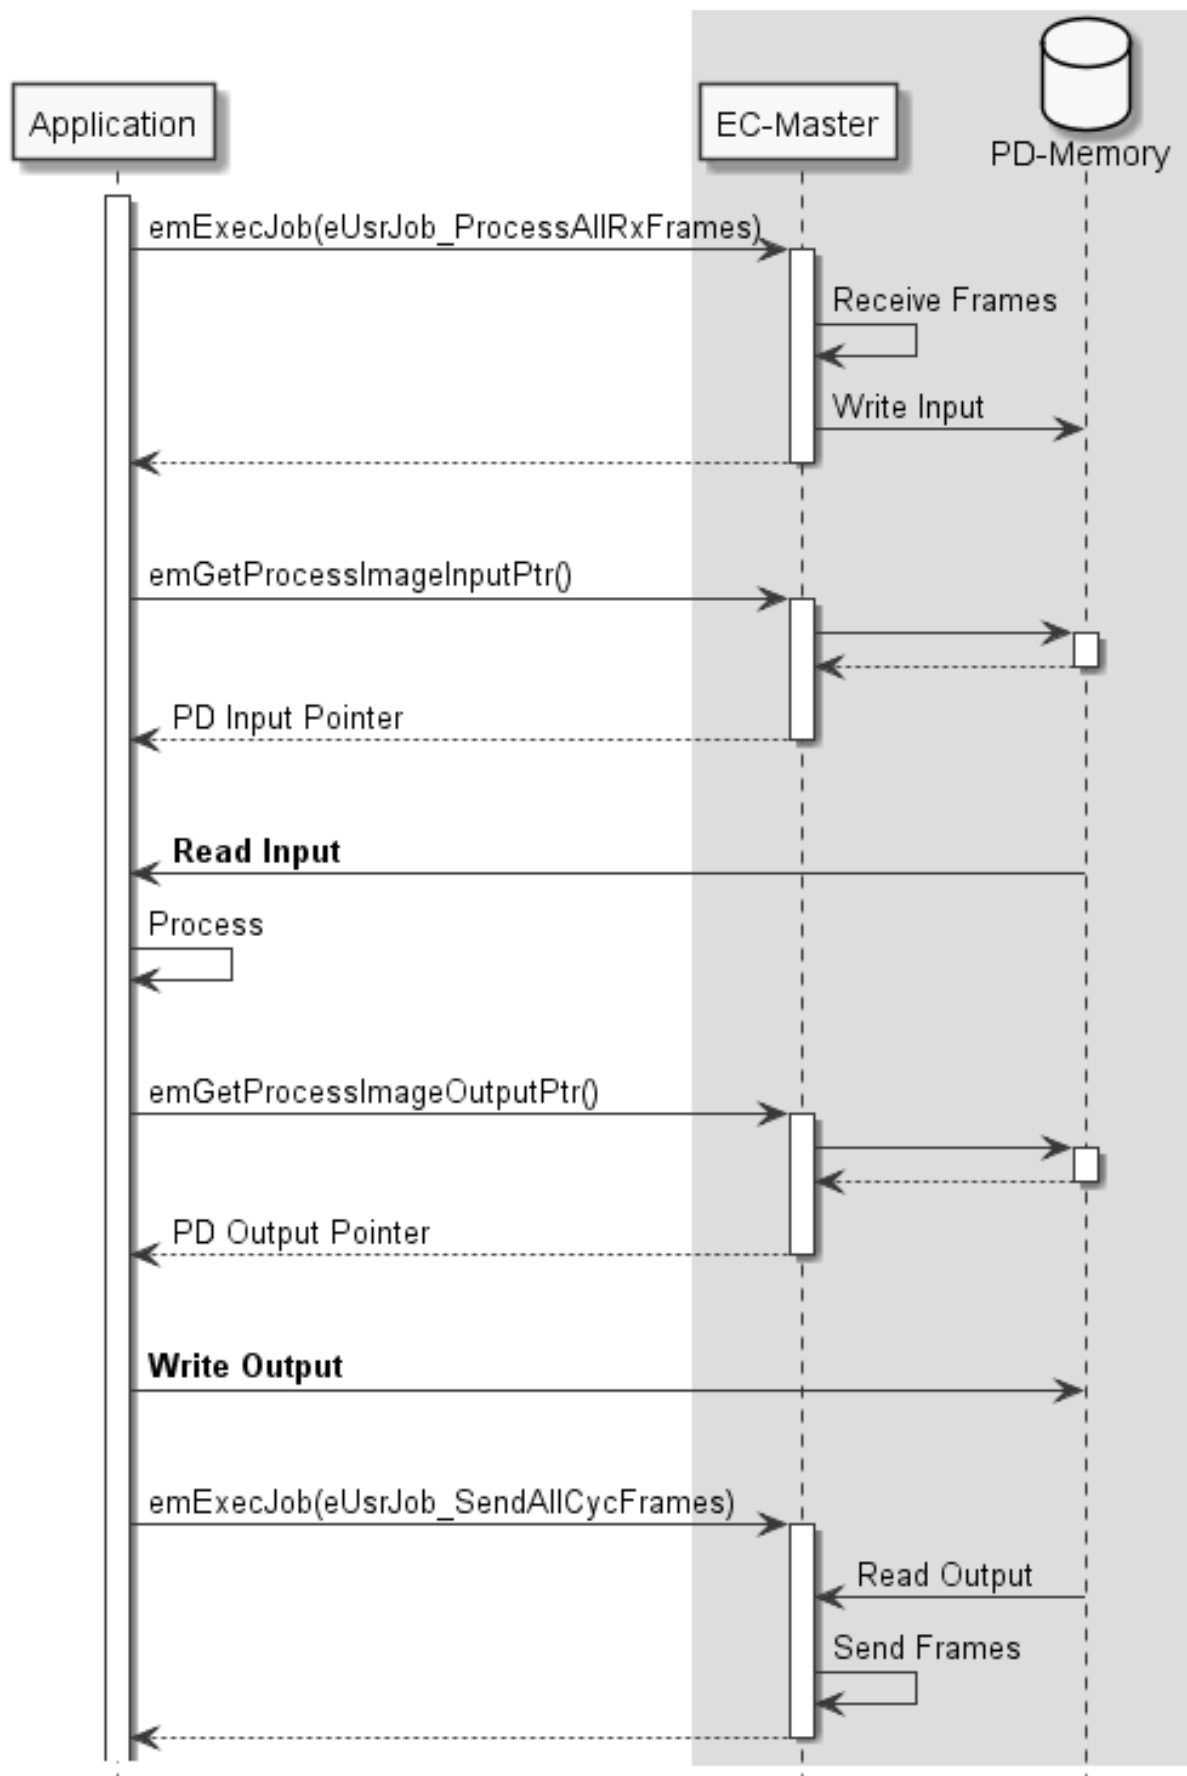 Application
EC-Master
PD-Memory
emExecJob(eUsrJob_ProcessAllRxFrames)
Receive Frames
Write Input
emGetProcessImageInputPtr()
PD Input Pointer
Read Input
Process
emGetProcessImageOutputPtr()
PD Output Pointer
Write Output
emExecJob(eUsrJob_SendAllCycFrames)
Read Output
Send Frames